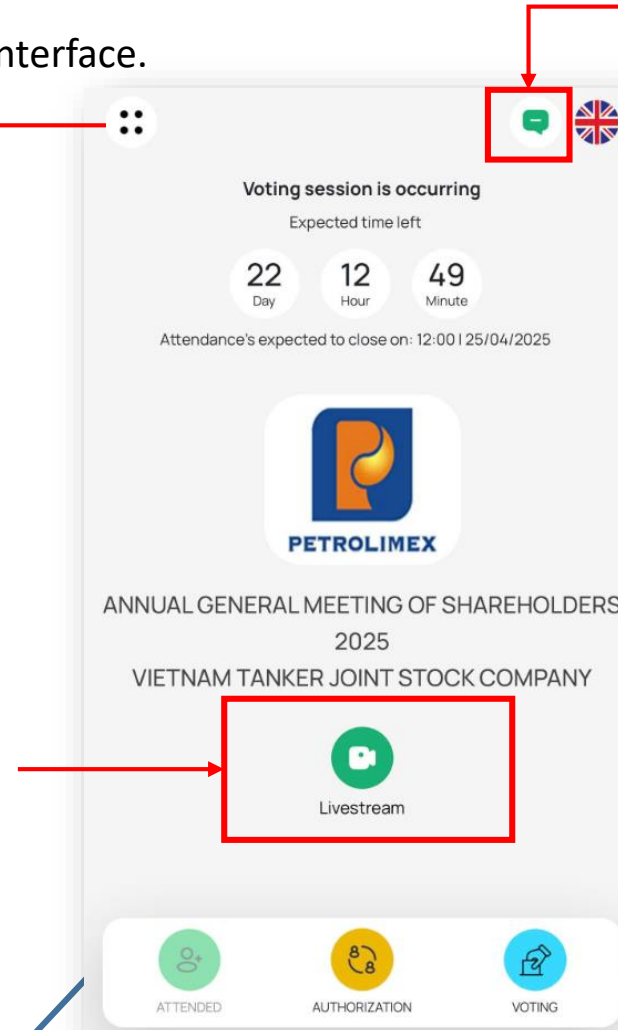 nterface.
Voting session is occurring
Expected time left
22 12 49
Day Hour Minute
Attendance's expected to close on: 12:00 | 25/04/2025
PETROLIMEX
ANNUAL GENERAL MEETING OF SHAREHOLDERS
2025
VIETNAM TANKER JOINT STOCK COMPANY
Livestream
ATTENDED AUTHORIZATION VOTING